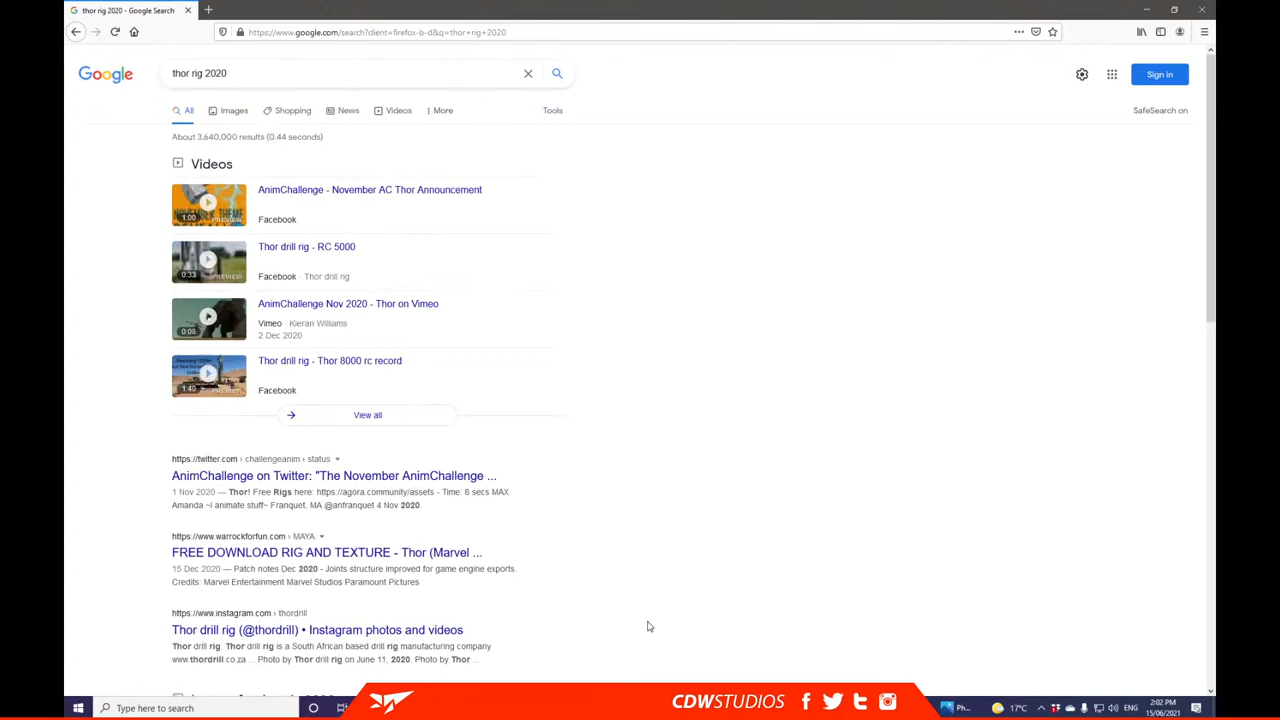 thor rig 2020 - Google Search
https://www.google.com/search?client=firefox-b-d&q=thor+rig+2020
Google
thor rig 2020
Sign in
All
Images
Shopping
News
Videos
More
Tools
SafeSearch on
About 3,640,000 results (0.44 seconds)
Videos
AnimChallenge - November AC Thor Announcement
NOVEMBER THEME
1:00
PREVIEW
Facebook
Thor drill rig - RC 5000
0:33
PREVIEW
Facebook · Thor drill rig
AnimChallenge Nov 2020 - Thor on Vimeo
0:08
Vimeo · Kieran Williams
2 Dec 2020
Thor drill rig - Thor 8000 rc record
1:40
PREVIEW
Facebook
View all
https://twitter.com › challengeanim › status
AnimChallenge on Twitter: "The November AnimChallenge ...
1 Nov 2020 — Thor! Free Rigs here: https://agora.community/assets - Time: 6 secs MAX
Amanda ~I animate stuff~ Franquet, MA @anfranquet 4 Nov 2020.
https://www.warrockforfun.com › MAYA
FREE DOWNLOAD RIG AND TEXTURE - Thor (Marvel ...
15 Dec 2020 — Patch notes Dec 2020 - Joints structure improved for game engine exports.
Credits: Marvel Entertainment Marvel Studios Paramount Pictures
https://www.instagram.com › thordrill
Thor drill rig (@thordrill) • Instagram photos and videos
Thor drill rig. Thor drill rig is a South African based drill rig manufacturing company
www.thordrill.co.za ... Photo by Thor drill rig on June 11, 2020. Photo by Thor ...
Type here to search
CDWSTUDIOS
Ph...
17°C
ENG
2:02 PM
15/06/2021